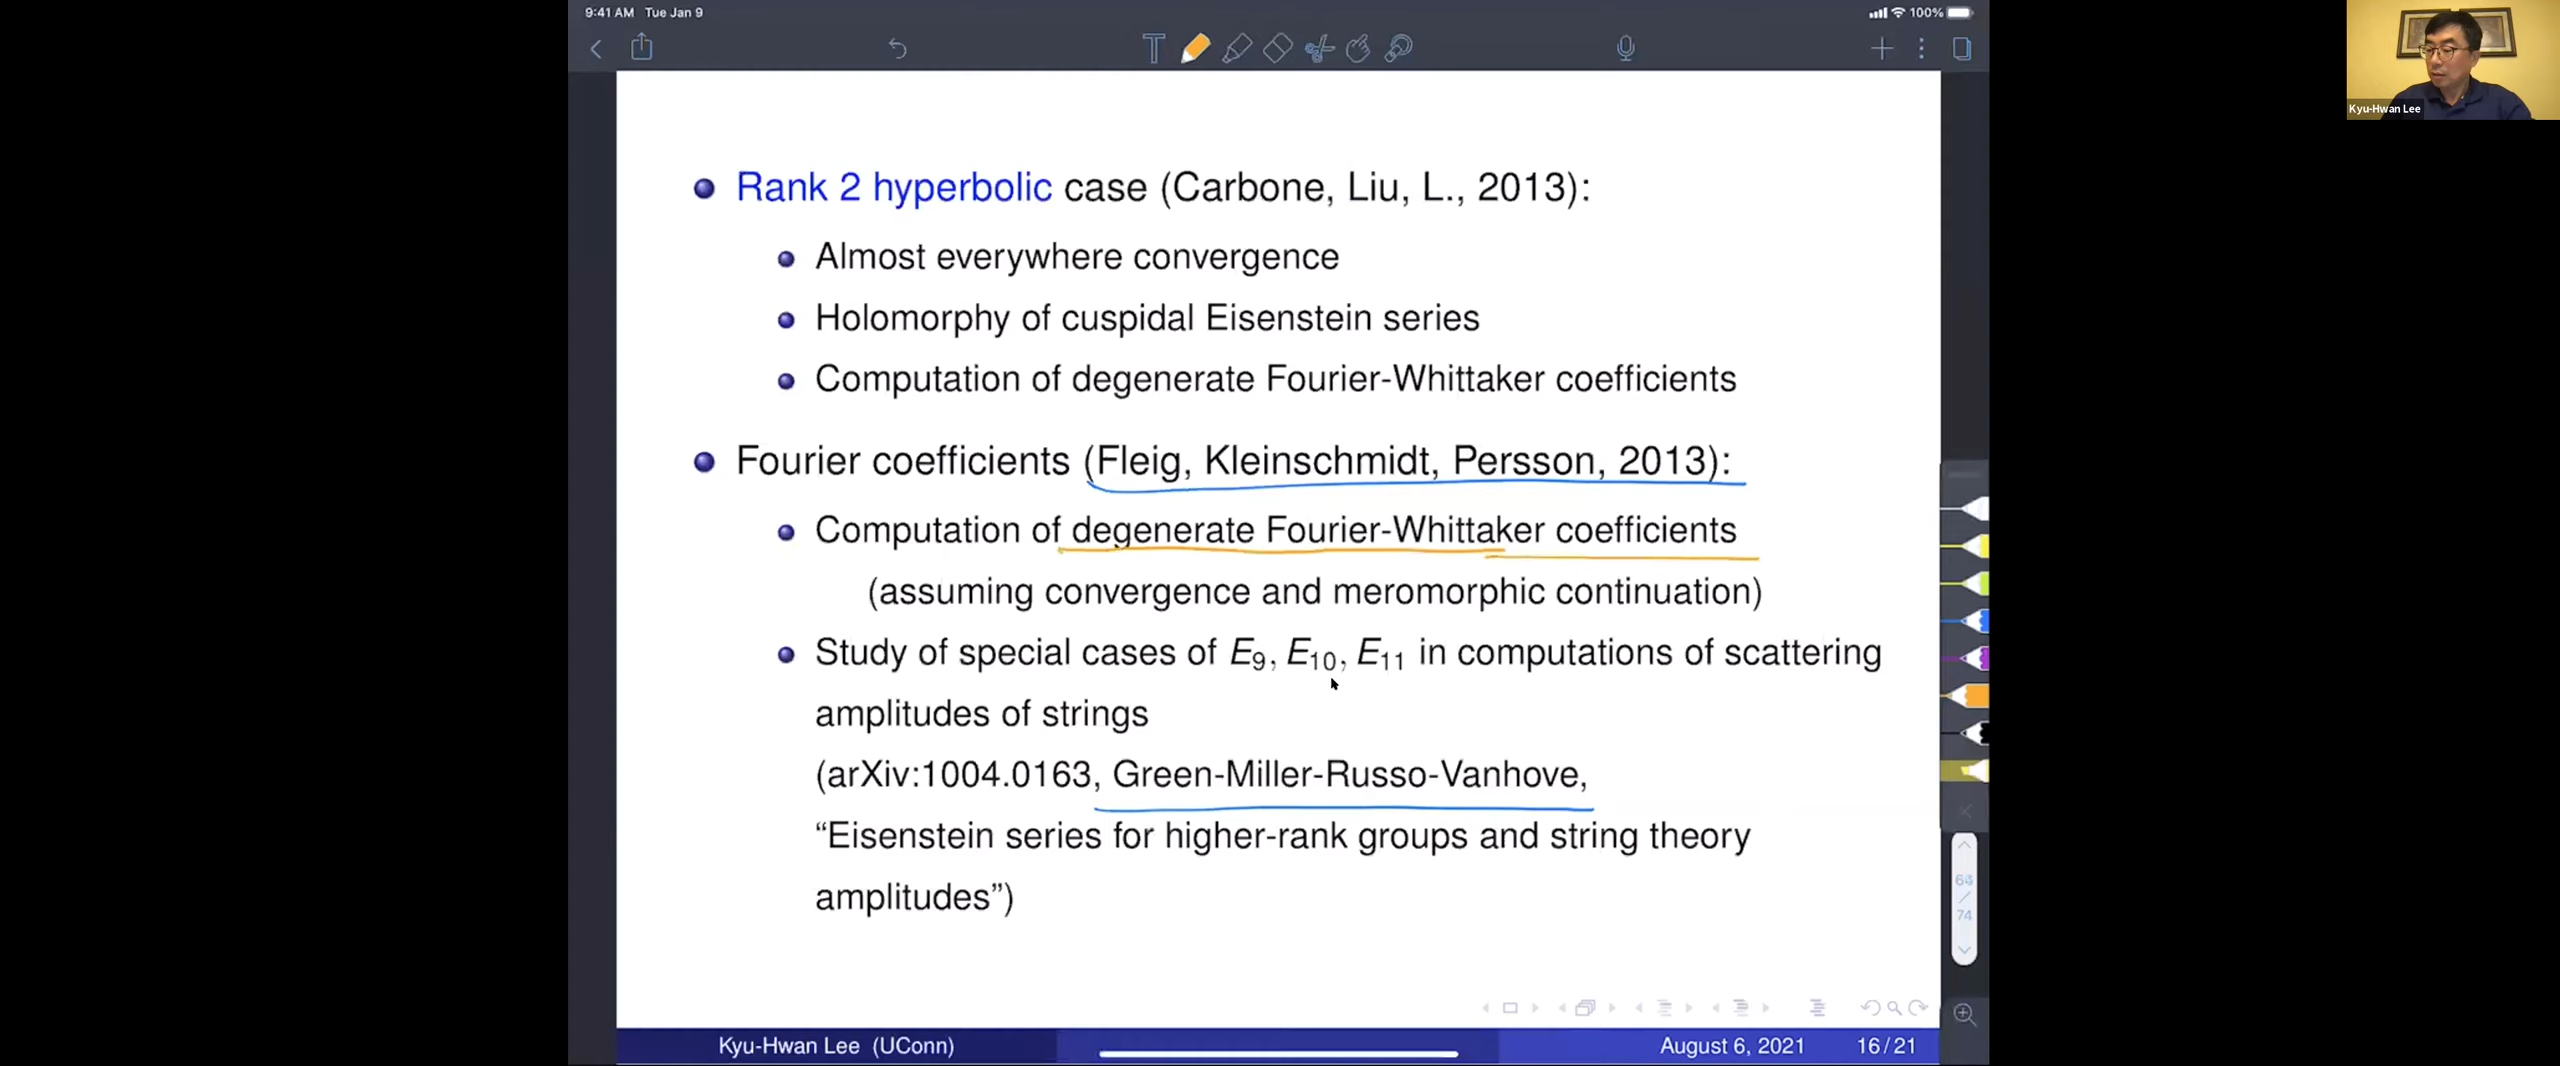 9:41 AM Tue Jan 9
100%
Kyu-Hwan Lee
Rank 2 hyperbolic case (Carbone, Liu, L., 2013):
Almost everywhere convergence
Holomorphy of cuspidal Eisenstein series
Computation of degenerate Fourier-Whittaker coefficients
Fourier coefficients (Fleig, Kleinschmidt, Persson, 2013):
Computation of degenerate Fourier-Whittaker coefficients
(assuming convergence and meromorphic continuation)
Study of special cases of E₉, E₁₀, E₁₁ in computations of scattering
amplitudes of strings
(arXiv:1004.0163, Green-Miller-Russo-Vanhove,
“Eisenstein series for higher-rank groups and string theory
amplitudes”)
/
74
Kyu-Hwan Lee (UConn)
August 6, 2021
16/21